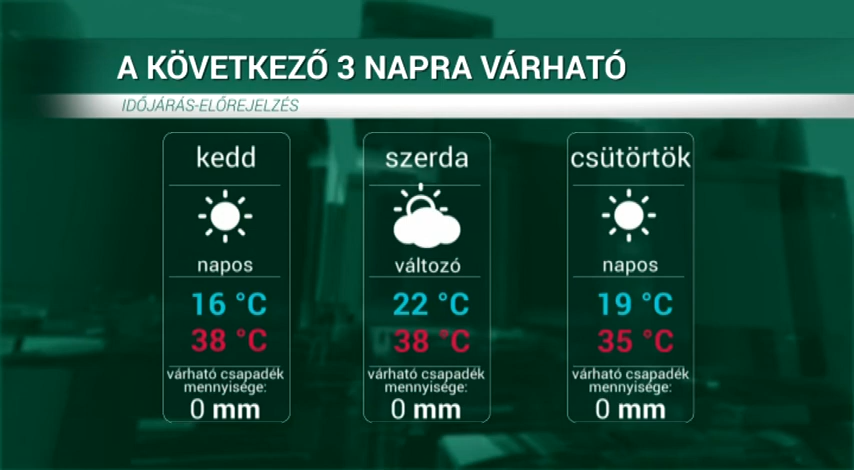 A KÖVETKEZŐ 3 NAPRA VÁRHATÓ
IDŐJÁRÁS-ELŐREJELZÉS
kedd
napos
16 °C
38 °C
várható csapadék
mennyisége:
0 mm
szerda
változó
22 °C
38 °C
várható csapadék
mennyisége:
0 mm
csütörtök
napos
19 °C
35 °C
várható csapadék
mennyisége:
0 mm